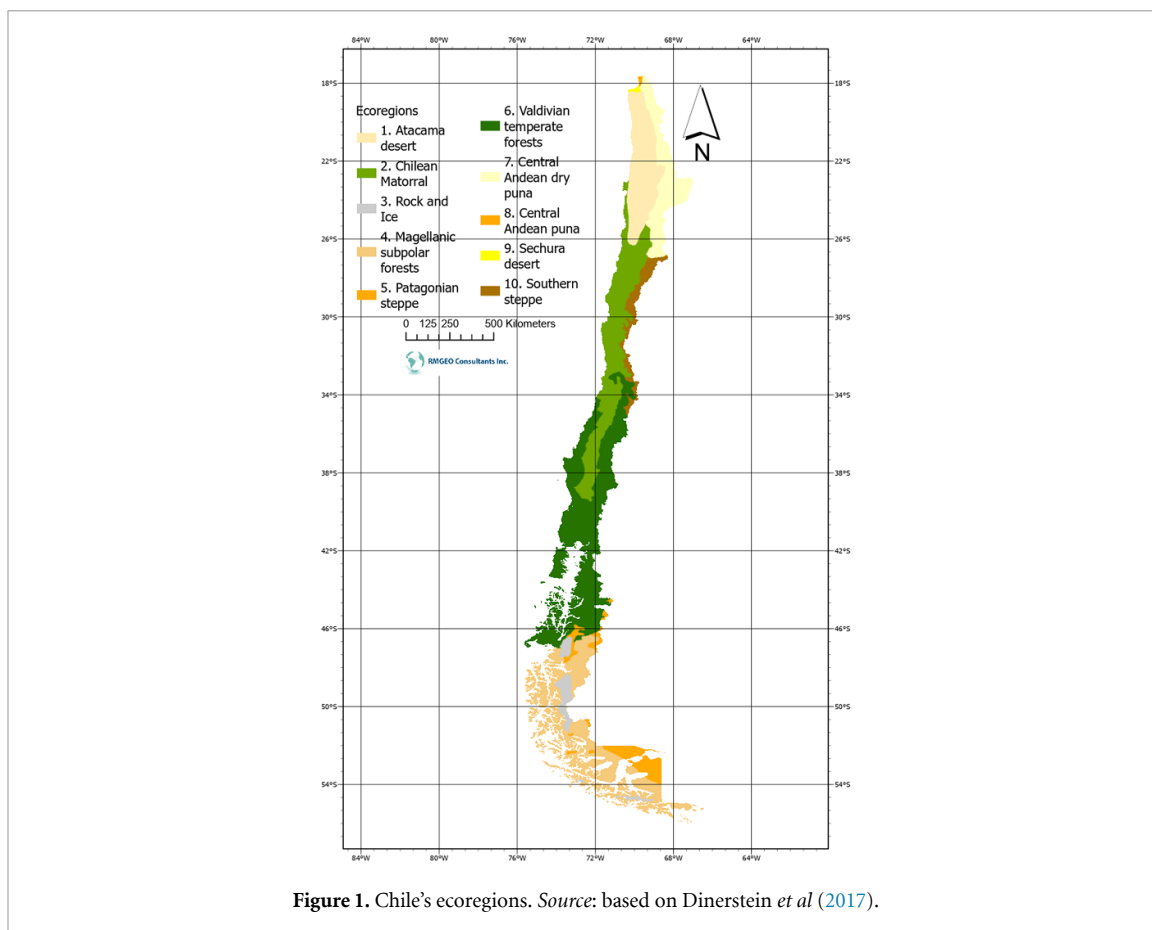 84°W 80°W 76°W 72°W 68°W 64°W
18°S 18°S
Ecoregions
1. Atacama
desert
2. Chilean
Matorral
3. Rock and
Ice
4. Magellanic
subpolar
forests
5. Patagonian
steppe
6. Valdivian
temperate
forests
7. Central
Andean dry
puna
8. Central
Andean puna
9. Sechura
desert
10. Southern
steppe
N
22°S 22°S
26°S 26°S
30°S 30°S
0 125 250 500 Kilometers
RMGEO Consultants Inc.
34°S 34°S
38°S 38°S
42°S 42°S
46°S 46°S
50°S 50°S
54°S 54°S
84°W 80°W 76°W 72°W 68°W 64°W
Figure 1. Chile's ecoregions. Source: based on Dinerstein et al (2017).